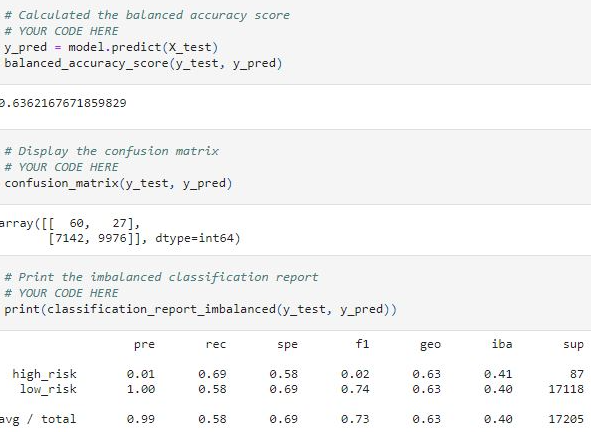 # Calculated the balanced accuracy score
# YOUR CODE HERE
y_pred = model.predict(X_test)
balanced_accuracy_score(y_test, y_pred)
0.6362167671859829
# Display the confusion matrix
# YOUR CODE HERE
confusion_matrix(y_test, y_pred)
array([[ 60, 27],
[7142, 9976]], dtype=int64)
# Print the imbalanced classification report
# YOUR CODE HERE
print(classification_report_imbalanced(y_test, y_pred))
pre rec spe f1 geo iba sup
high_risk 0.01 0.69 0.58 0.02 0.63 0.41 87
low_risk 1.00 0.58 0.69 0.74 0.63 0.40 17118
avg / total 0.99 0.58 0.69 0.73 0.63 0.40 17205